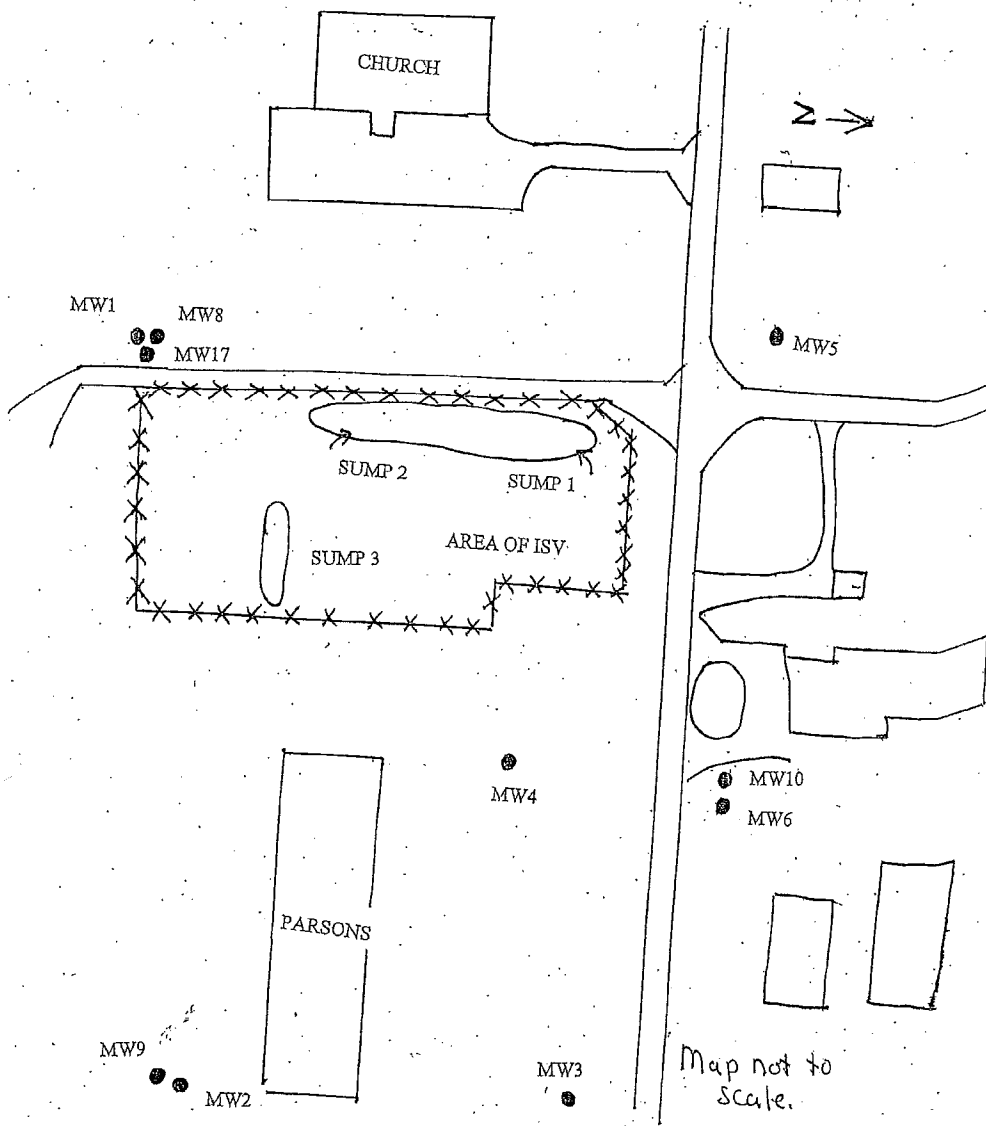 CHURCH
N
MW1
MW8
MW17
MW5
SUMP 2
SUMP 1
SUMP 3
AREA OF ISV
MW4
MW10
MW6
PARSONS
MW9
MW2
MW3
Map not to
scale.